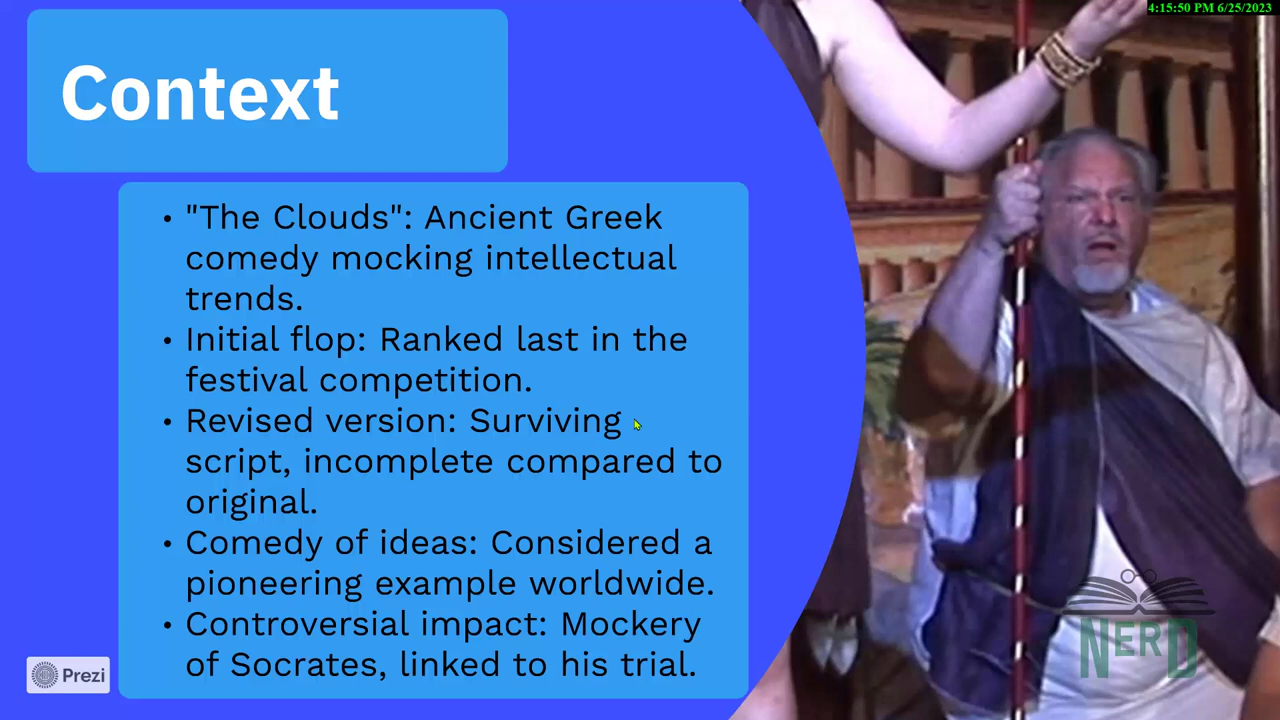 4:15:50 PM 6/25/2023
Context
• "The Clouds": Ancient Greek
comedy mocking intellectual
trends.
• Initial flop: Ranked last in the
festival competition.
• Revised version: Surviving
script, incomplete compared to
original.
• Comedy of ideas: Considered a
pioneering example worldwide.
• Controversial impact: Mockery
of Socrates, linked to his trial.
Prezi
NERD